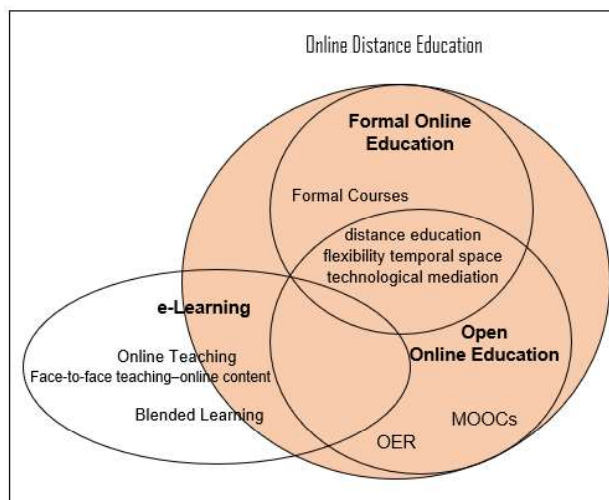 Online Distance Education
Formal Online
Education
Formal Courses
distance education
flexibility temporal space
technological mediation
e-Learning
Open
Online Education
Online Teaching
Face-to-face teaching–online content
Blended Learning
MOOCs
OER